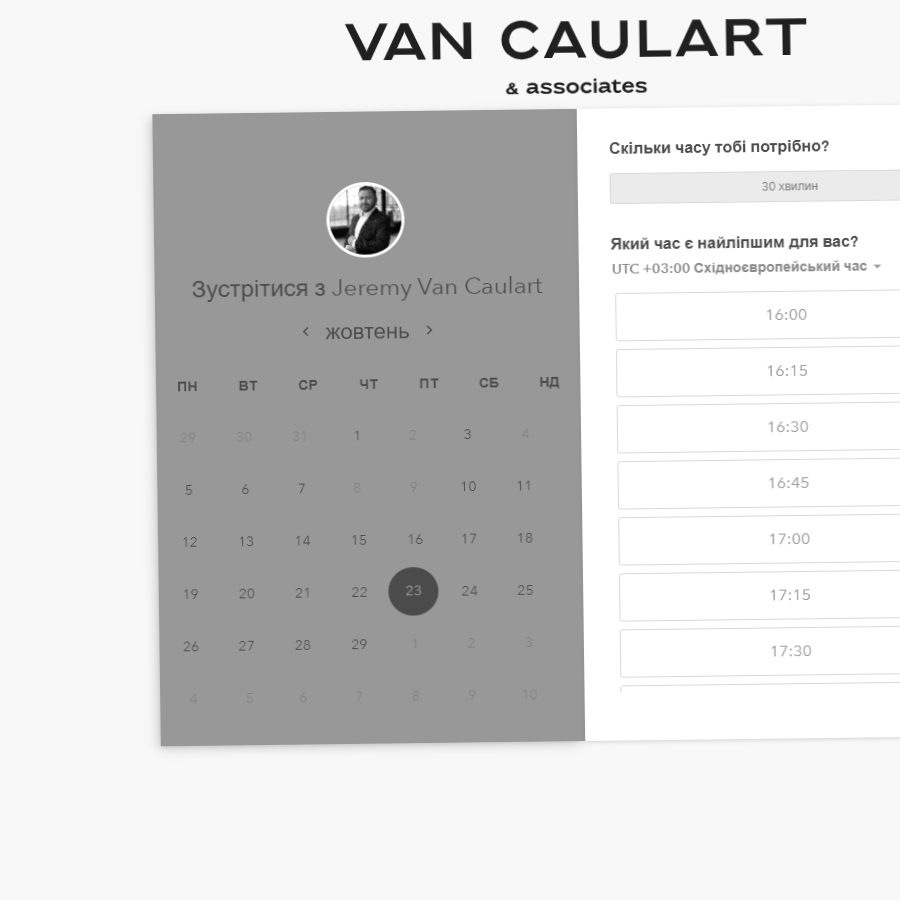 VAN CAULART
& associates
Зустрітися з Jeremy Van Caulart
жовтень
ПН ВТ СР ЧТ ПТ СБ НД
29 30 31 1 2 3 4
5 6 7 8 9 10 11
12 13 14 15 16 17 18
19 20 21 22 23 24 25
26 27 28 29 1 2 3
4 5 6 7 8 9 10
Скільки часу тобі потрібно?
30 хвилин
Який час є найліпшим для вас?
UTC +03:00 Східноєвропейський час
16:00
16:15
16:30
16:45
17:00
17:15
17:30